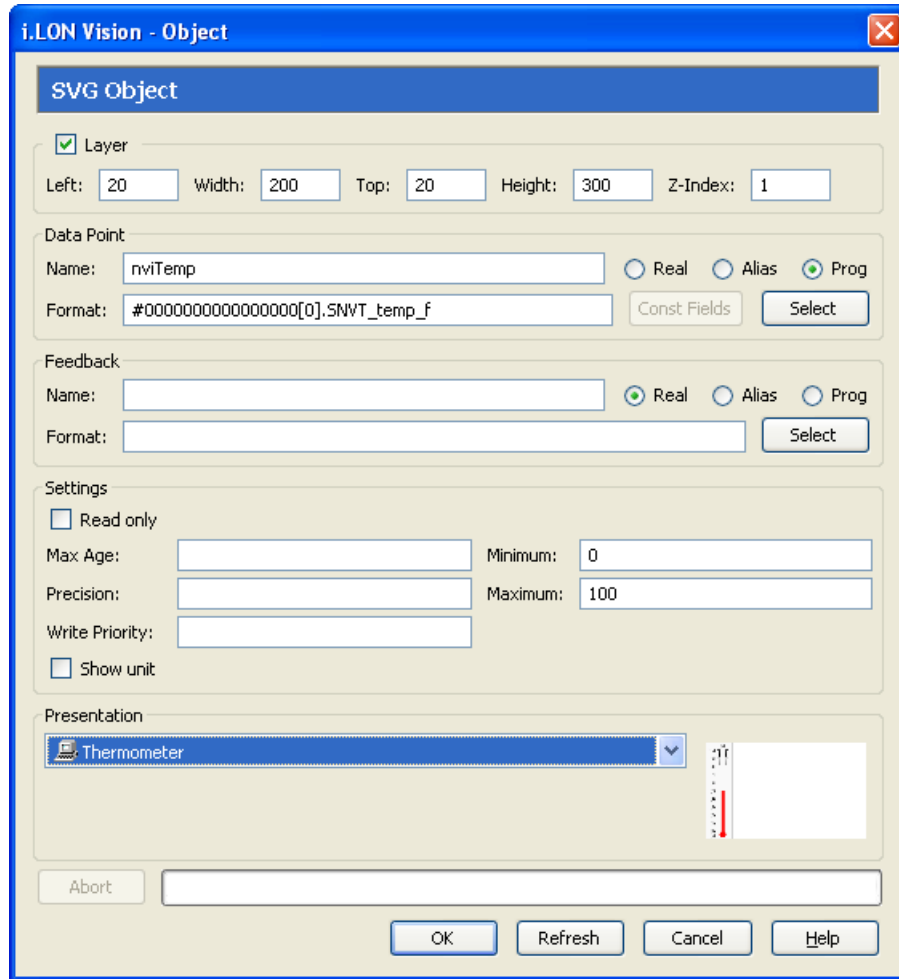 i.LON Vision - Object
SVG Object
Layer
Left: 20 Width: 200 Top: 20 Height: 300 Z-Index: 1
Data Point
Name: nviTemp Real Alias Prog
Format: #0000000000000000[0].SNVT_temp_f Const Fields Select
Feedback
Name: Real Alias Prog
Format: Select
Settings
Read only
Max Age: Minimum: 0
Precision: Maximum: 100
Write Priority:
Show unit
Presentation
Thermometer
Abort
OK Refresh Cancel Help